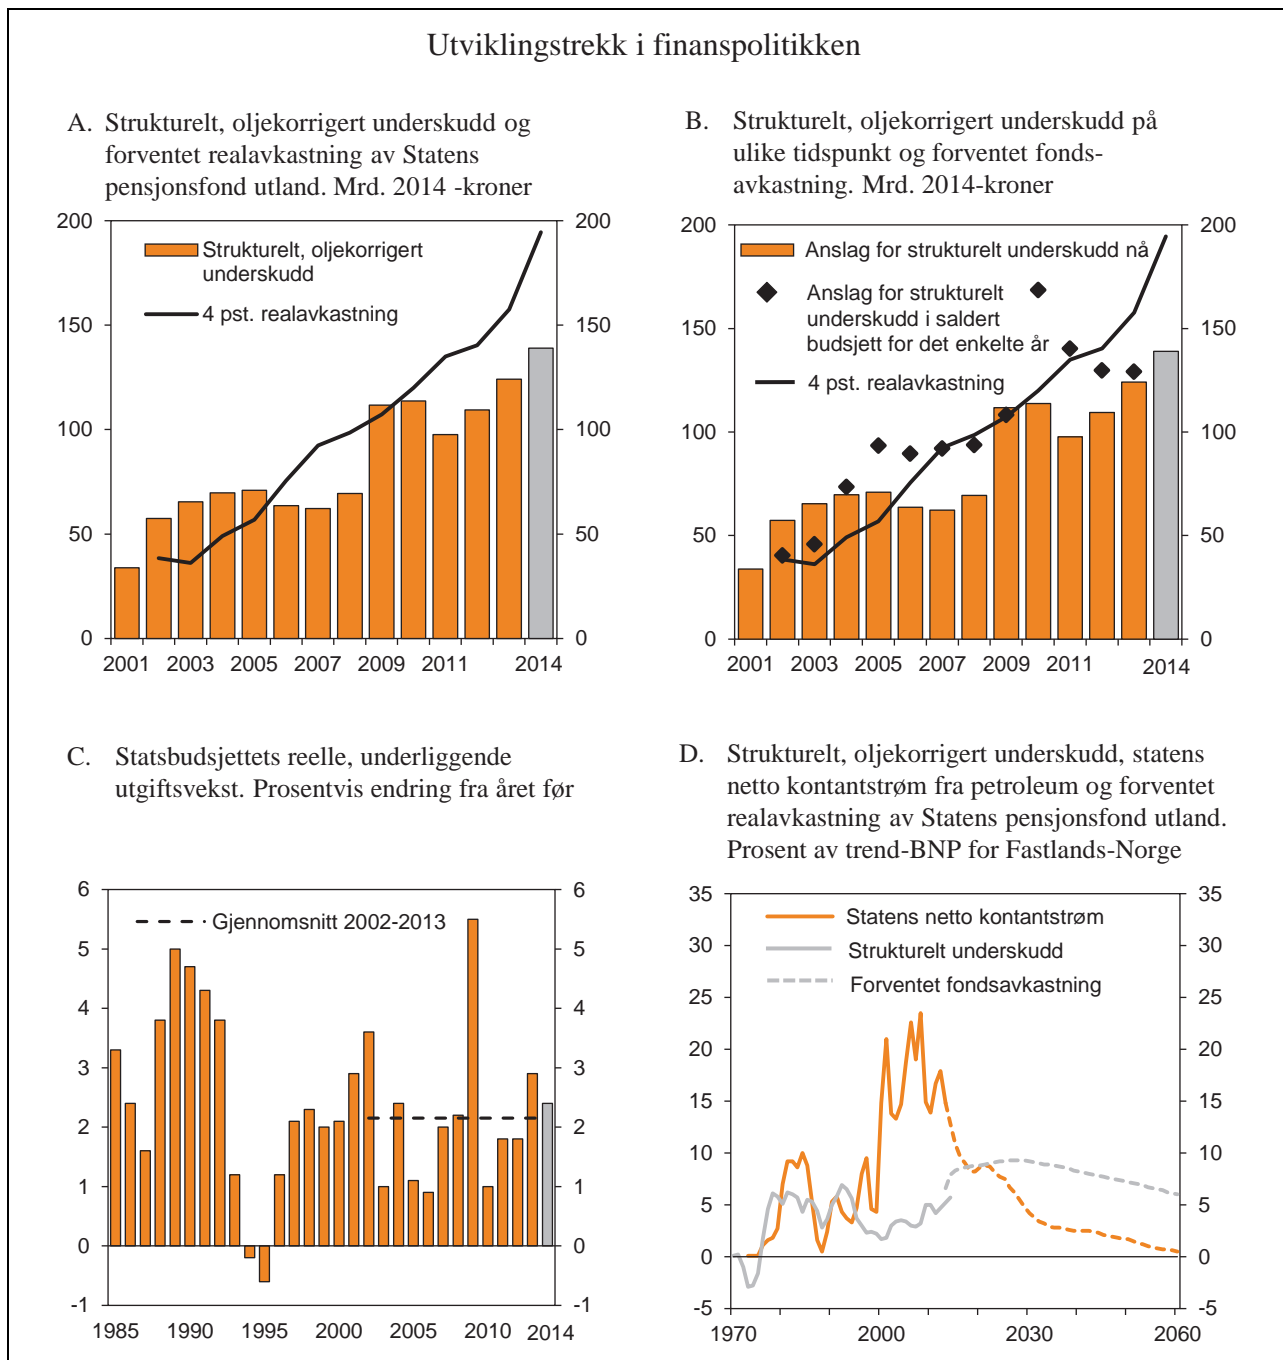 Utviklingstrekk i finanspolitikken
A. Strukturelt, oljekorrigert underskudd og
forventet realavkastning av Statens
pensjonsfond utland. Mrd. 2014 -kroner
200
150
100
50
0
200
150
100
50
0
Strukturelt, oljekorrigert
underskudd
4 pst. realavkastning
2001 2003 2005 2007 2009 2011 2014
B. Strukturelt, oljekorrigert underskudd på
ulike tidspunkt og forventet fonds-
avkastning. Mrd. 2014-kroner
200
150
100
50
0
200
150
100
50
0
Anslag for strukturelt underskudd nå
Anslag for strukturelt
underskudd i saldert
budsjett for det enkelte år
4 pst. realavkastning
2001 2003 2005 2007 2009 2011 2014
C. Statsbudsjettets reelle, underliggende
utgiftsvekst. Prosentvis endring fra året før
6
5
4
3
2
1
0
-1
6
5
4
3
2
1
0
-1
Gjennomsnitt 2002-2013
1985 1990 1995 2000 2005 2010 2014
D. Strukturelt, oljekorrigert underskudd, statens
netto kontantstrøm fra petroleum og forventet
realavkastning av Statens pensjonsfond utland.
Prosent av trend-BNP for Fastlands-Norge
35
30
25
20
15
10
5
0
-5
35
30
25
20
15
10
5
0
-5
Statens netto kontantstrøm
Strukturelt underskudd
Forventet fondsavkastning
1970 2000 2030 2060